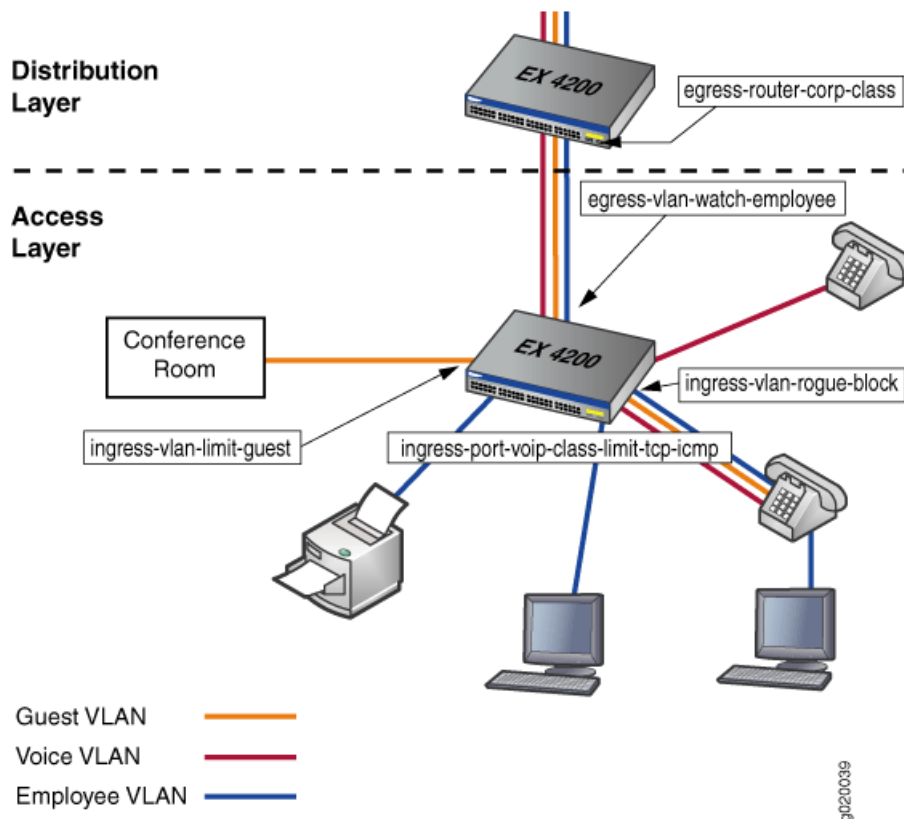 Distribution
Layer
EX 4200
egress-router-corp-class
egress-vlan-watch-employee
Access
Layer
Conference
Room
EX 4200
ingress-vlan-rogue-block
ingress-vlan-limit-guest
ingress-port-voip-class-limit-tcp-icmp
Guest VLAN
Voice VLAN
Employee VLAN
g020039